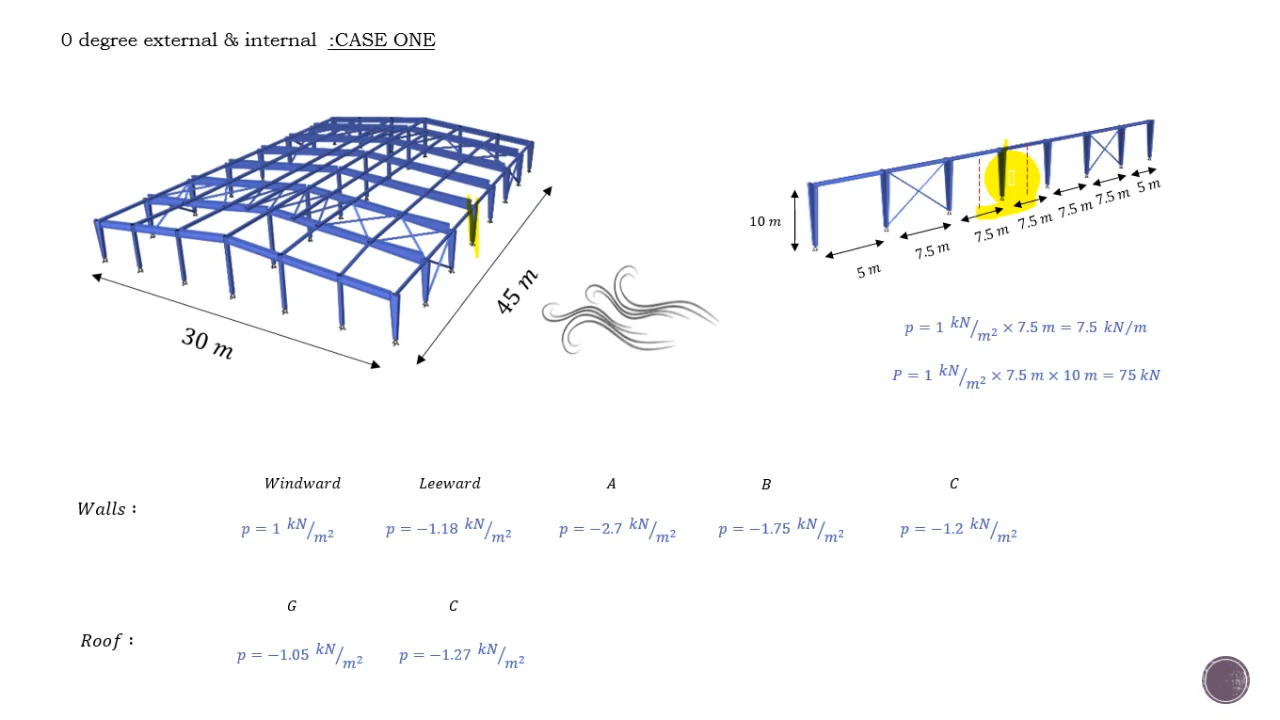 0 degree external & internal :CASE ONE
30 m
45 m
10 m
5 m
7.5 m
7.5 m
7.5 m
7.5 m
7.5 m
5 m
p = 1 kN/m² × 7.5 m = 7.5 kN/m
P = 1 kN/m² × 7.5 m × 10 m = 75 kN
Windward Leeward A B C
Walls :
p = 1 kN/m² p = −1.18 kN/m² p = −2.7 kN/m² p = −1.75 kN/m² p = −1.2 kN/m²
G C
Roof :
p = −1.05 kN/m² p = −1.27 kN/m²